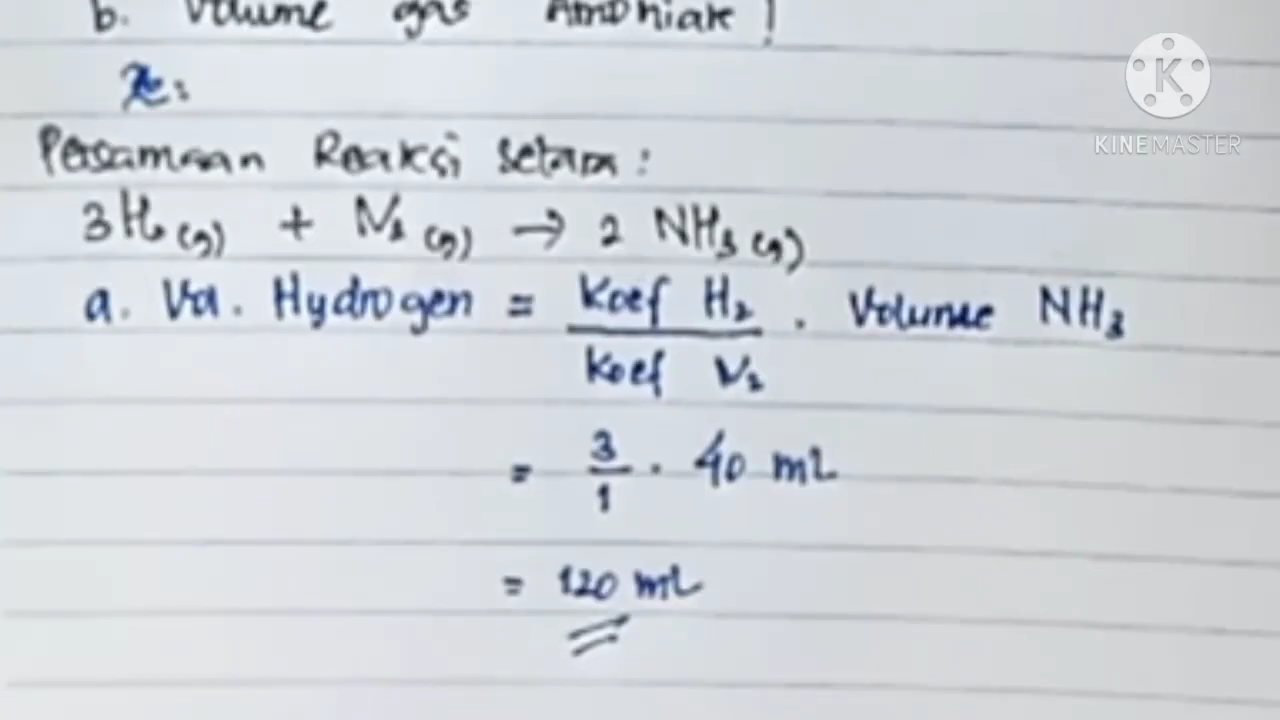 b. Volume gas Amoniak!
Persamaan Reaksi setara :
3H₂(g) + N₂(g) → 2 NH₃(g)
a. Vol. Hydrogen = Koef H₂ / Koef N₂ . Volume NH₃
= 3/1 . 40 mL
= 120 mL
K
KINEMASTER